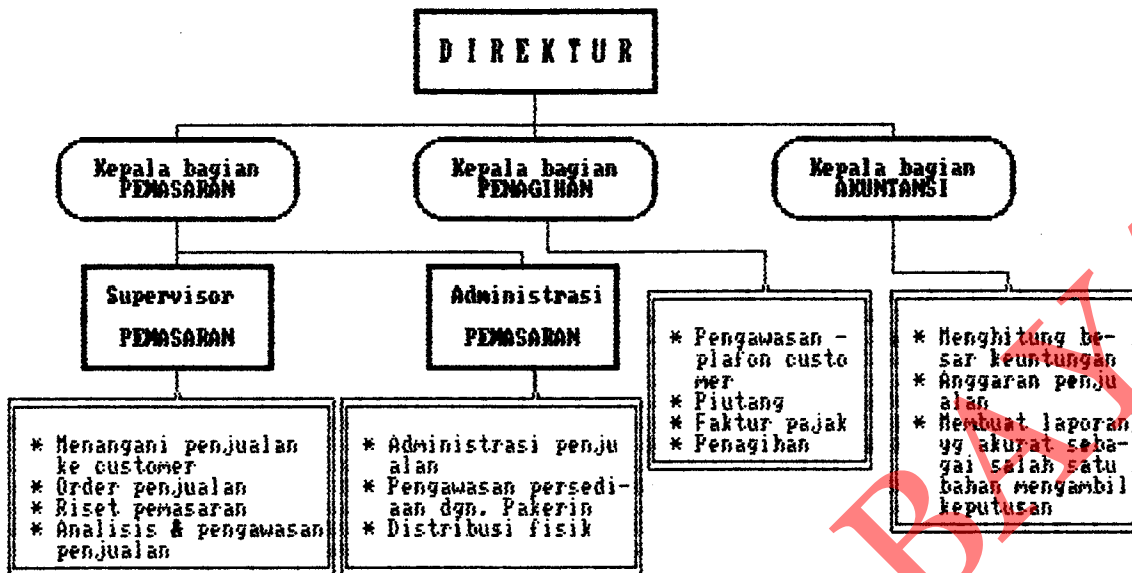 D I R E K T U R
Kepala bagian
PEMASARAN
Kepala bagian
PENAGIHAN
Kepala bagian
AKUNTANSI
Supervisor
PEMASARAN
Administrasi
PEMASARAN
* Pengawasan -
plafon custo
mer
* Piutang
* Faktur pajak
* Penagihan
* Menghitung be-
sar keuntungan
* Anggaran penju
alan
* Membuat laporan
yg akurat seba-
gai salah satu
bahan mengambil
keputusan
* Menangani penjualan
ke customer
* Order penjualan
* Riset pemasaran
* Analisis & pengawasan
penjualan
* Administrasi penju
alan
* Pengawasan persedi-
aan dgn. Pakerin
* Distribusi fisik
BAYA